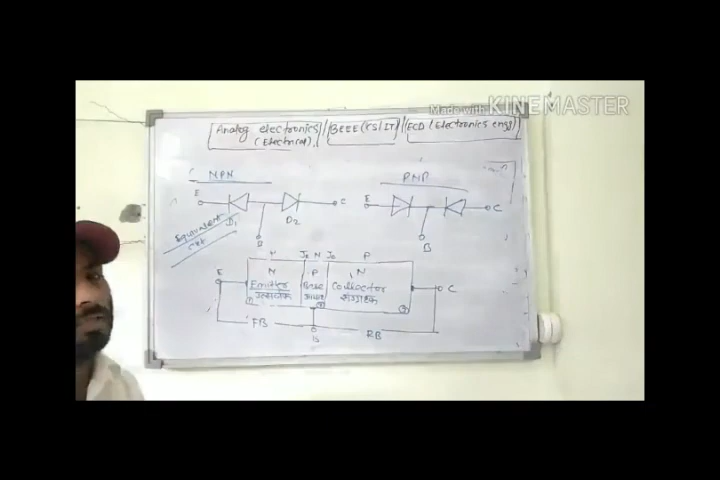 Made with KINEMASTER
Analog electronics // BEEE (CS/IT) // ECD (Electronics engg)
(Electrical).
NPN PNP
E C E C
D1 D2
B B
Equivalent
ckt
N JE N JC P
N P N
E Emitter Base Collector C
उत्सर्जक आधार संग्राहक
FB B RB